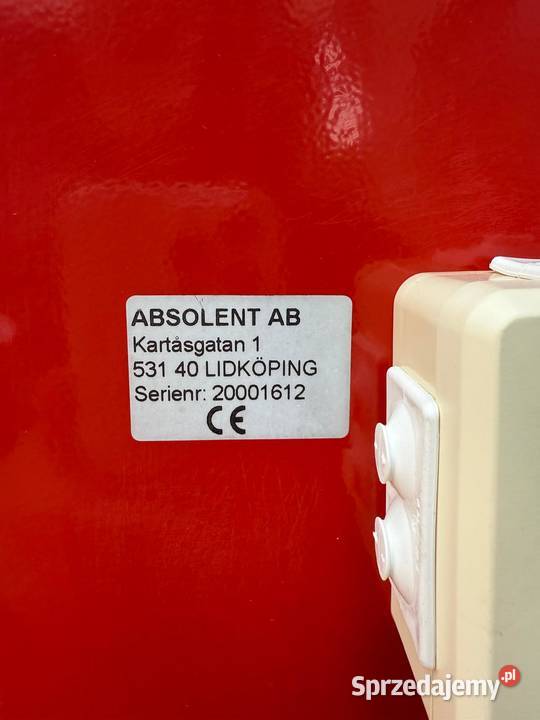 ABSOLENT AB
Kartåsgatan 1
531 40 LIDKÖPING
Serienr: 20001612
CE
Sprzedajemy.pl